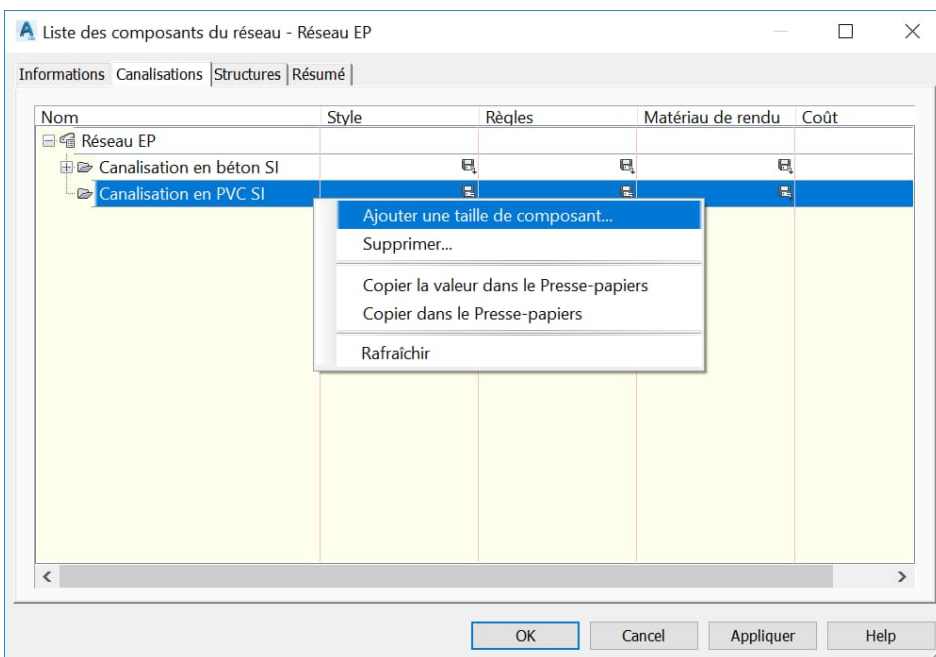 Liste des composants du réseau - Réseau EP
Informations Canalisations Structures Résumé
Nom Style Règles Matériau de rendu Coût
Réseau EP
Canalisation en béton SI
Canalisation en PVC SI
Ajouter une taille de composant...
Supprimer...
Copier la valeur dans le Presse-papiers
Copier dans le Presse-papiers
Rafraîchir
OK Cancel Appliquer Help